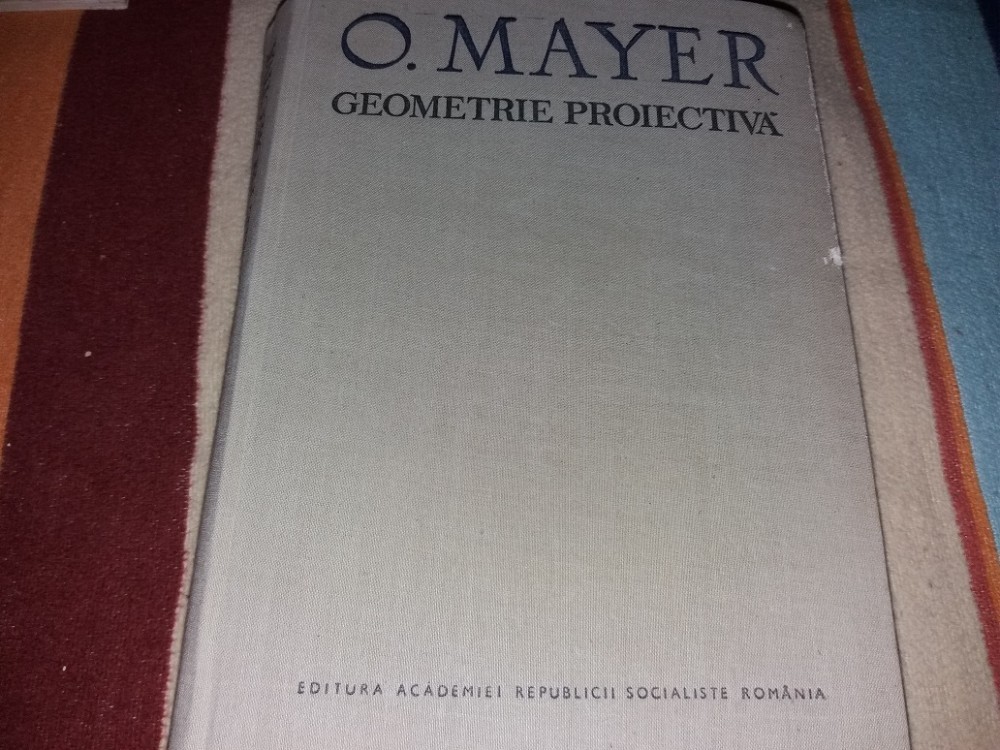 O. MAYER
GEOMETRIE PROIECTIVĂ
EDITURA ACADEMIEI REPUBLICII SOCIALISTE ROMÂNIA